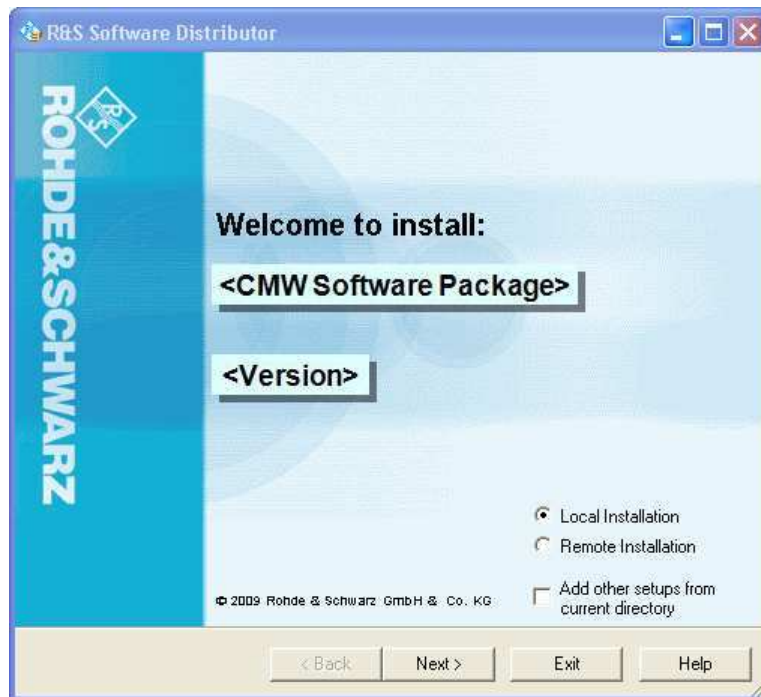 R&S Software Distributor
ROHDE&SCHWARZ
R
S
Welcome to install:
<CMW Software Package>
<Version>
Local Installation
Remote Installation
Add other setups from
current directory
© 2009 Rohde & Schwarz GmbH & Co. KG
< Back
Next >
Exit
Help